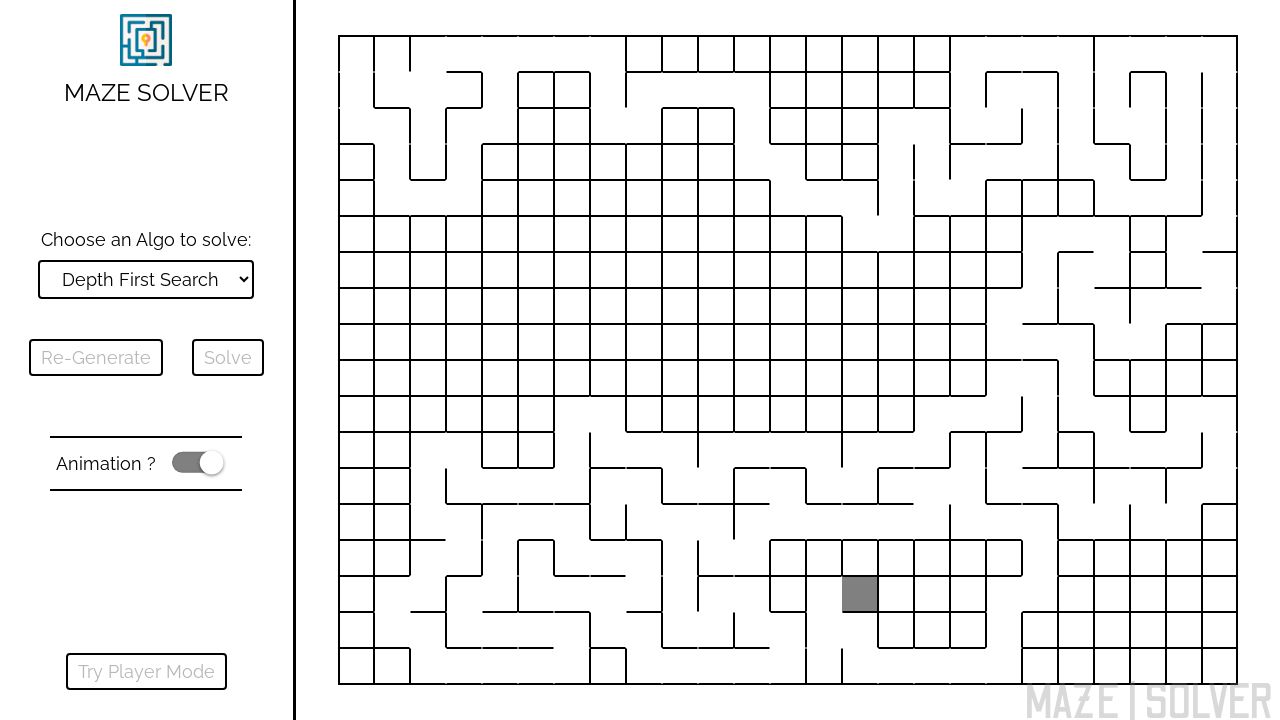 MAZE SOLVER
Choose an Algo to solve:
Depth First Search
Re-Generate
Solve
Animation ?
Try Player Mode
MAZE | SOLVER